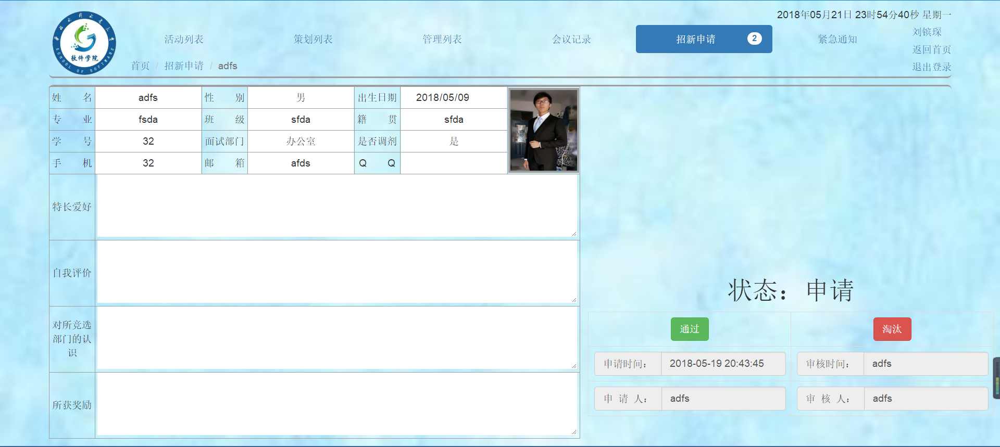 2018年05月21日 23时54分40秒 星期一
软件学院
SCHOOL OF SOFTWARE
活动列表 策划列表 管理列表 会议记录 招新申请 2 紧急通知
刘镔琛
返回首页
退出登录
首页 / 招新申请 / adfs
姓 名 adfs 性 别 男 出生日期 2018/05/09
专 业 fsda 班 级 sfda 籍 贯 sfda
学 号 32 面试部门 办公室 是否调剂 是
手 机 32 邮 箱 afds Q Q
特长爱好
自我评价
对所竞选
部门的认
识
所获奖励
状态：申请
通过 淘汰
申请时间： 2018-05-19 20:43:45 审核时间： adfs
申 请 人： adfs 审 核 人： adfs